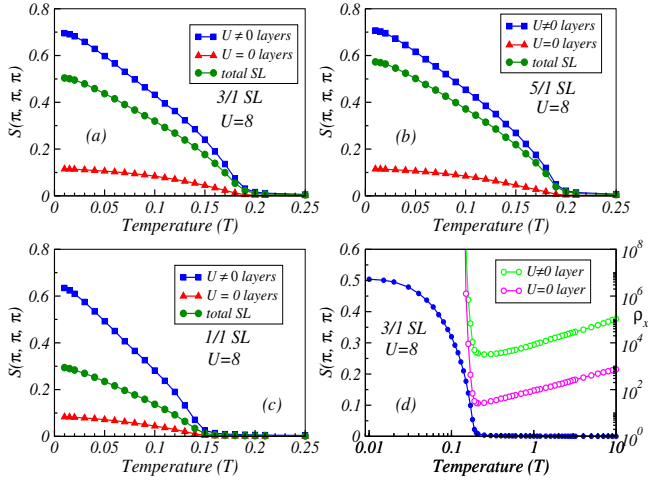 0.8
0.6
0.4
0.2
0
S(π, π, π)
U ≠ 0 layers
U = 0 layers
total SL
3/1 SL
U=8
(a)
0 0.05 0.1 0.15 0.2 0.25
Temperature (T)
0.8
0.6
0.4
0.2
0
S(π, π, π)
U≠0 layers
U=0 layers
total SL
5/1 SL
U=8
(b)
0 0.05 0.1 0.15 0.2 0.25
Temperature (T)
0.8
0.6
0.4
0.2
0
S(π, π, π)
U ≠ 0 layers
U = 0 layers
total SL
1/1 SL
U=8
(c)
0 0.05 0.1 0.15 0.2 0.25
Temperature (T)
0.6
0.5
0.4
0.3
0.2
0.1
0
S(π, π, π)
U≠0 layer
U=0 layer
3/1 SL
U=8
(d)
10^8
10^6
ρx
10^4
10^2
10^0
0.01 0.1 1 10
Temperature (T)